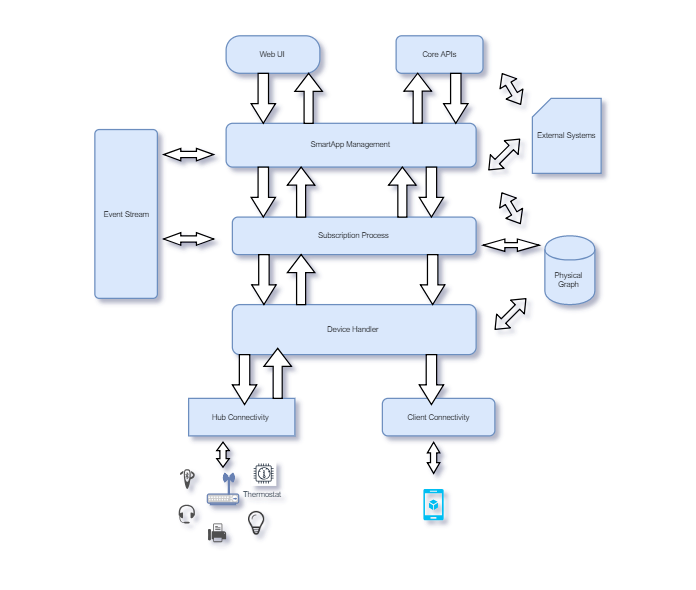 Web UI
Core APIs
External Systems
SmartApp Management
Event Stream
Subscription Process
Physical
Graph
Device Handler
Hub Connectivity
Client Connectivity
Thermostat